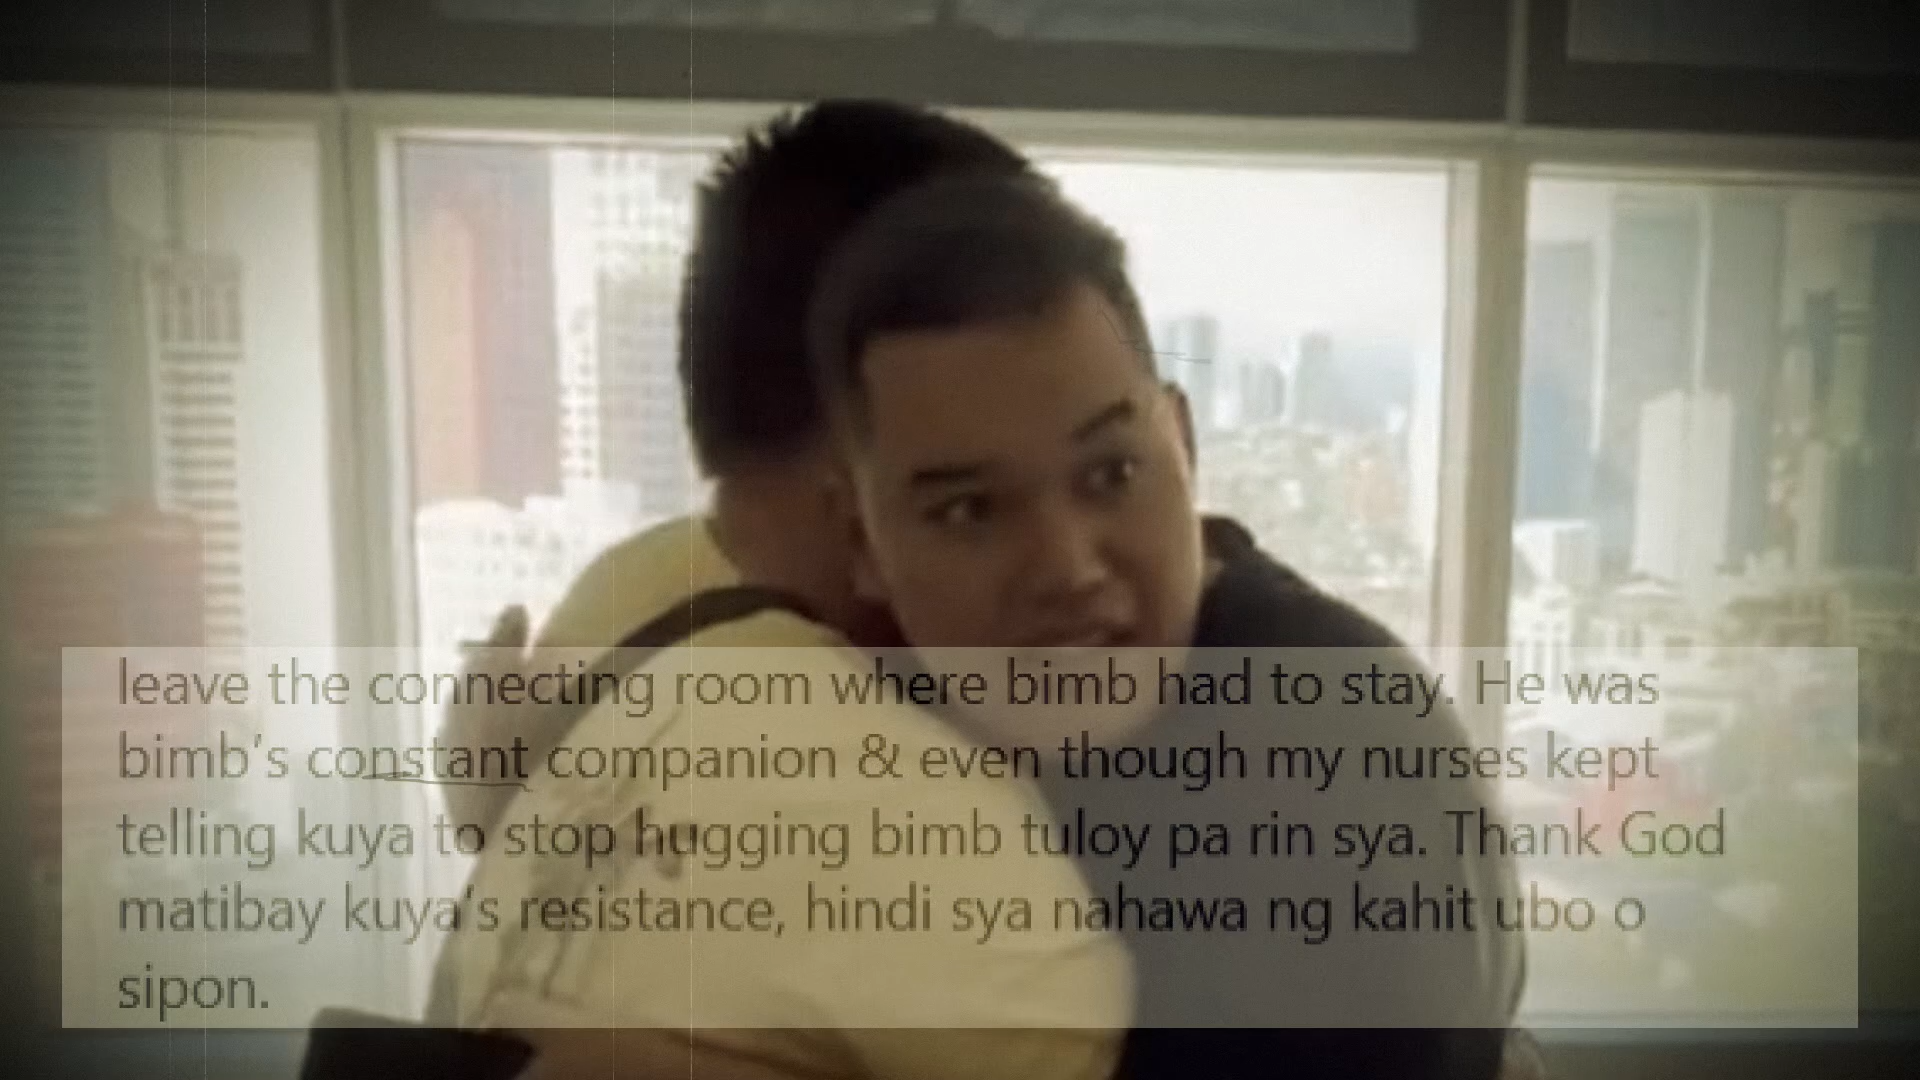 leave the connecting room where bimb had to stay. He was
bimb's constant companion & even though my nurses kept
telling kuya to stop hugging bimb tuloy pa rin sya. Thank God
matibay kuya's resistance, hindi sya nahawa ng kahit ubo o
sipon.